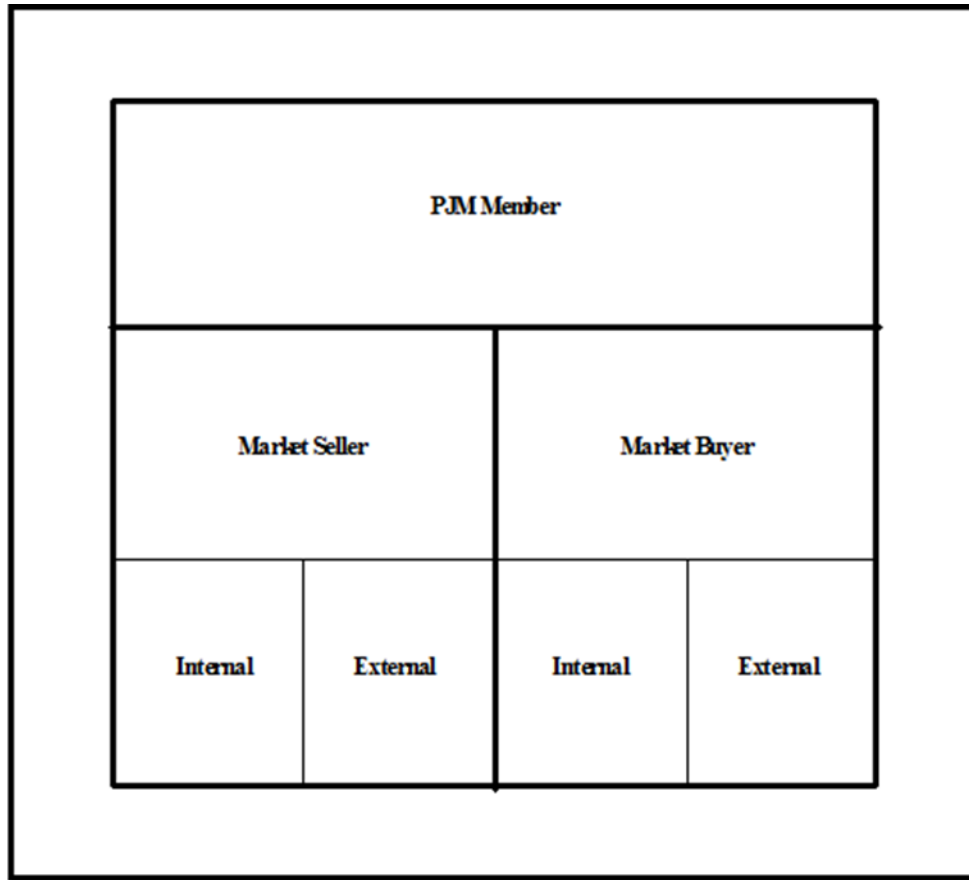 PJM Member
Market Seller
Market Buyer
Internal
External
Internal
External